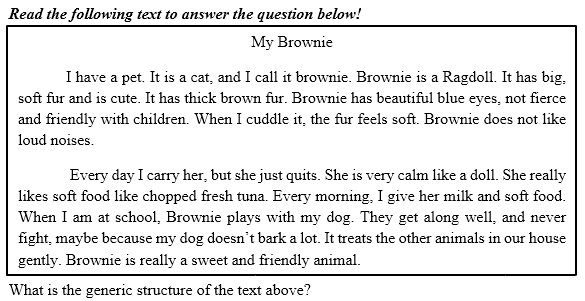 Read the following text to answer the question below!
My Brownie
I have a pet. It is a cat, and I call it brownie. Brownie is a Ragdoll. It has big,
soft fur and is cute. It has thick brown fur. Brownie has beautiful blue eyes, not fierce
and friendly with children. When I cuddle it, the fur feels soft. Brownie does not like
loud noises.
Every day I carry her, but she just quits. She is very calm like a doll. She really
likes soft food like chopped fresh tuna. Every morning, I give her milk and soft food.
When I am at school, Brownie plays with my dog. They get along well, and never
fight, maybe because my dog doesn't bark a lot. It treats the other animals in our house
gently. Brownie is really a sweet and friendly animal.
What is the generic structure of the text above?